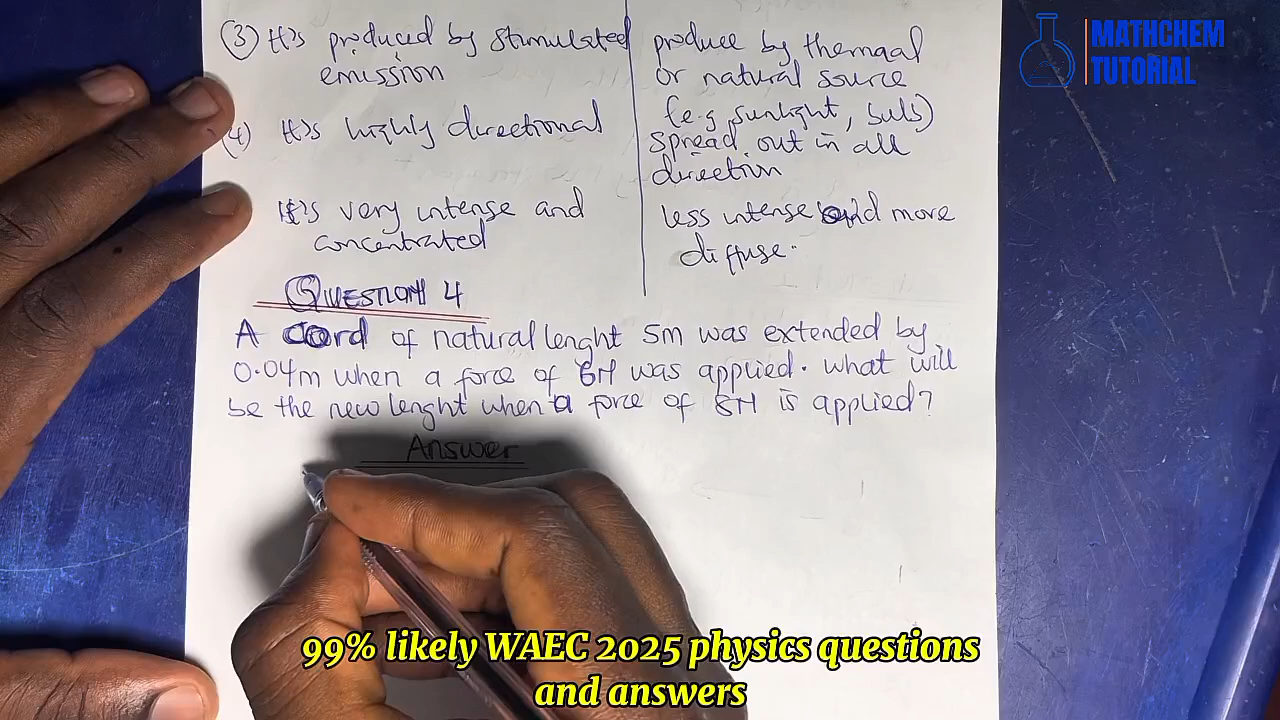 (3) It's produced by stimulated
emission
produce by themaal
or natural source
(e.g sunlight, buls)
(4) It's highly directional
spread out in all
direction
It's very intense and
concentrated
less intense and more
diffuse.
QUESTION 4
A cord of natural lenght 5m was extended by
0.04m when a force of 6N was applied. what will
be the new lenght when a force of 8N is applied?
Answer
MATHCHEM
TUTORIAL
99% likely WAEC 2025 physics questions
and answers